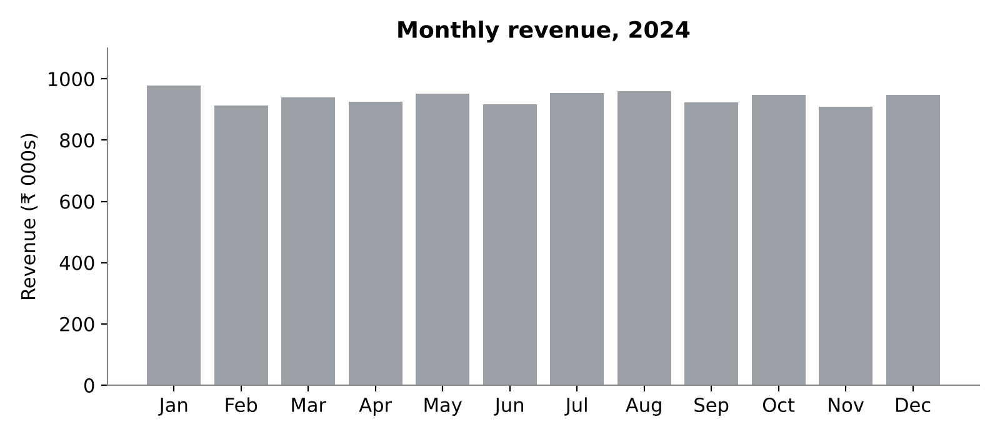 Monthly revenue, 2024
Revenue (₹ 000s)
1000
800
600
400
200
0
Jan Feb Mar Apr May Jun Jul Aug Sep Oct Nov Dec